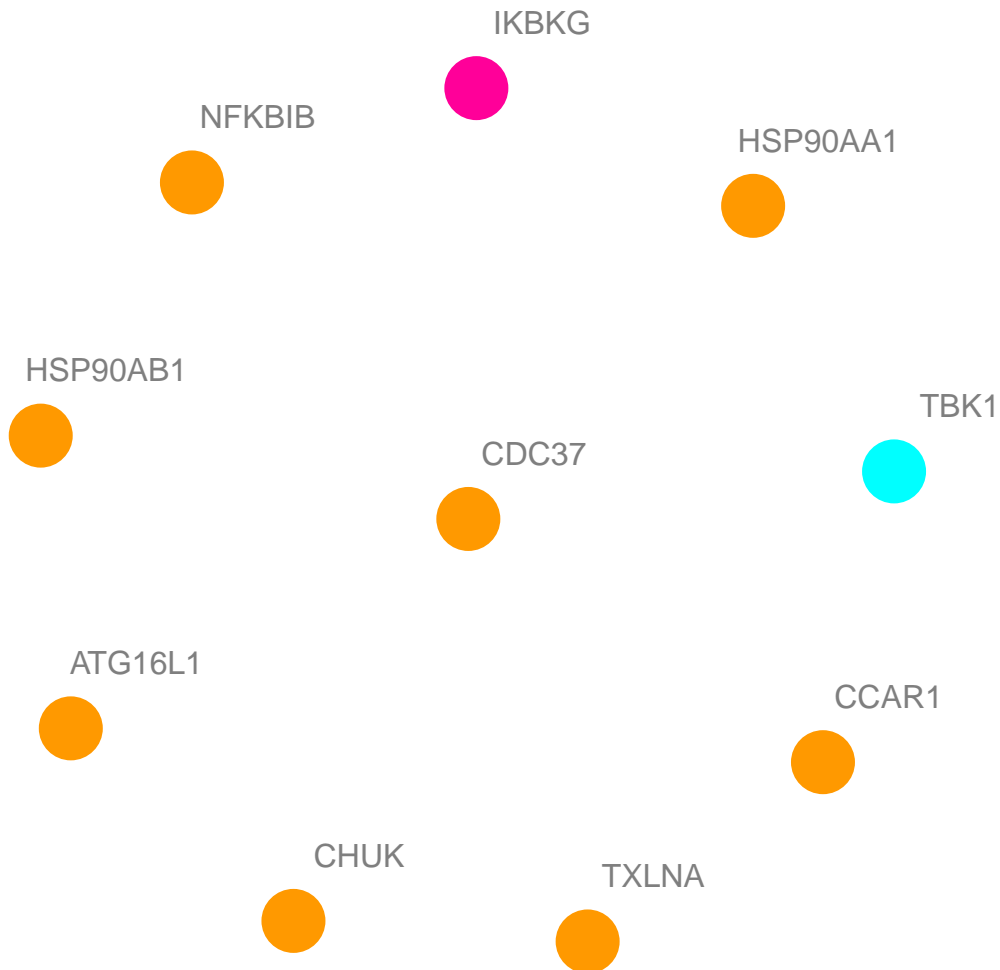 IKBKG
NFKBIB
HSP90AA1
HSP90AB1
TBK1
CDC37
ATG16L1
CCAR1
CHUK
TXLNA